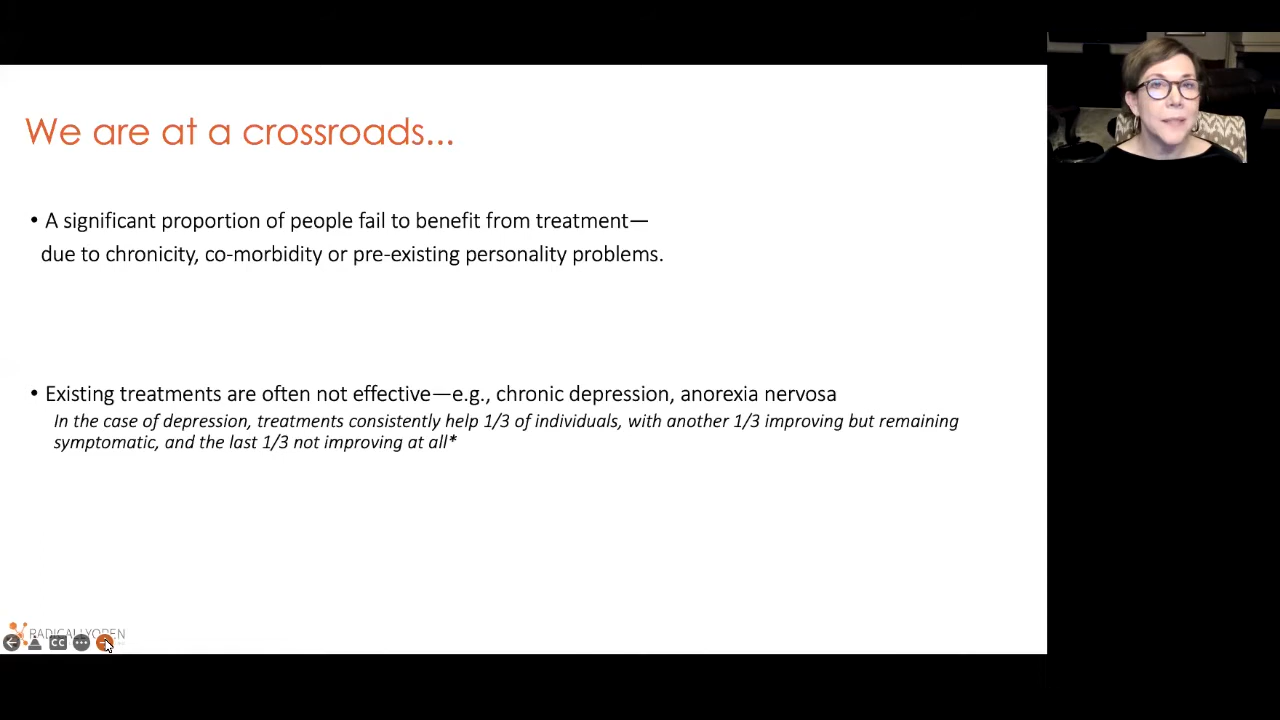 We are at a crossroads...
• A significant proportion of people fail to benefit from treatment—
due to chronicity, co-morbidity or pre-existing personality problems.
• Existing treatments are often not effective—e.g., chronic depression, anorexia nervosa
In the case of depression, treatments consistently help 1/3 of individuals, with another 1/3 improving but remaining
symptomatic, and the last 1/3 not improving at all*
RADICALLYOPEN
CC